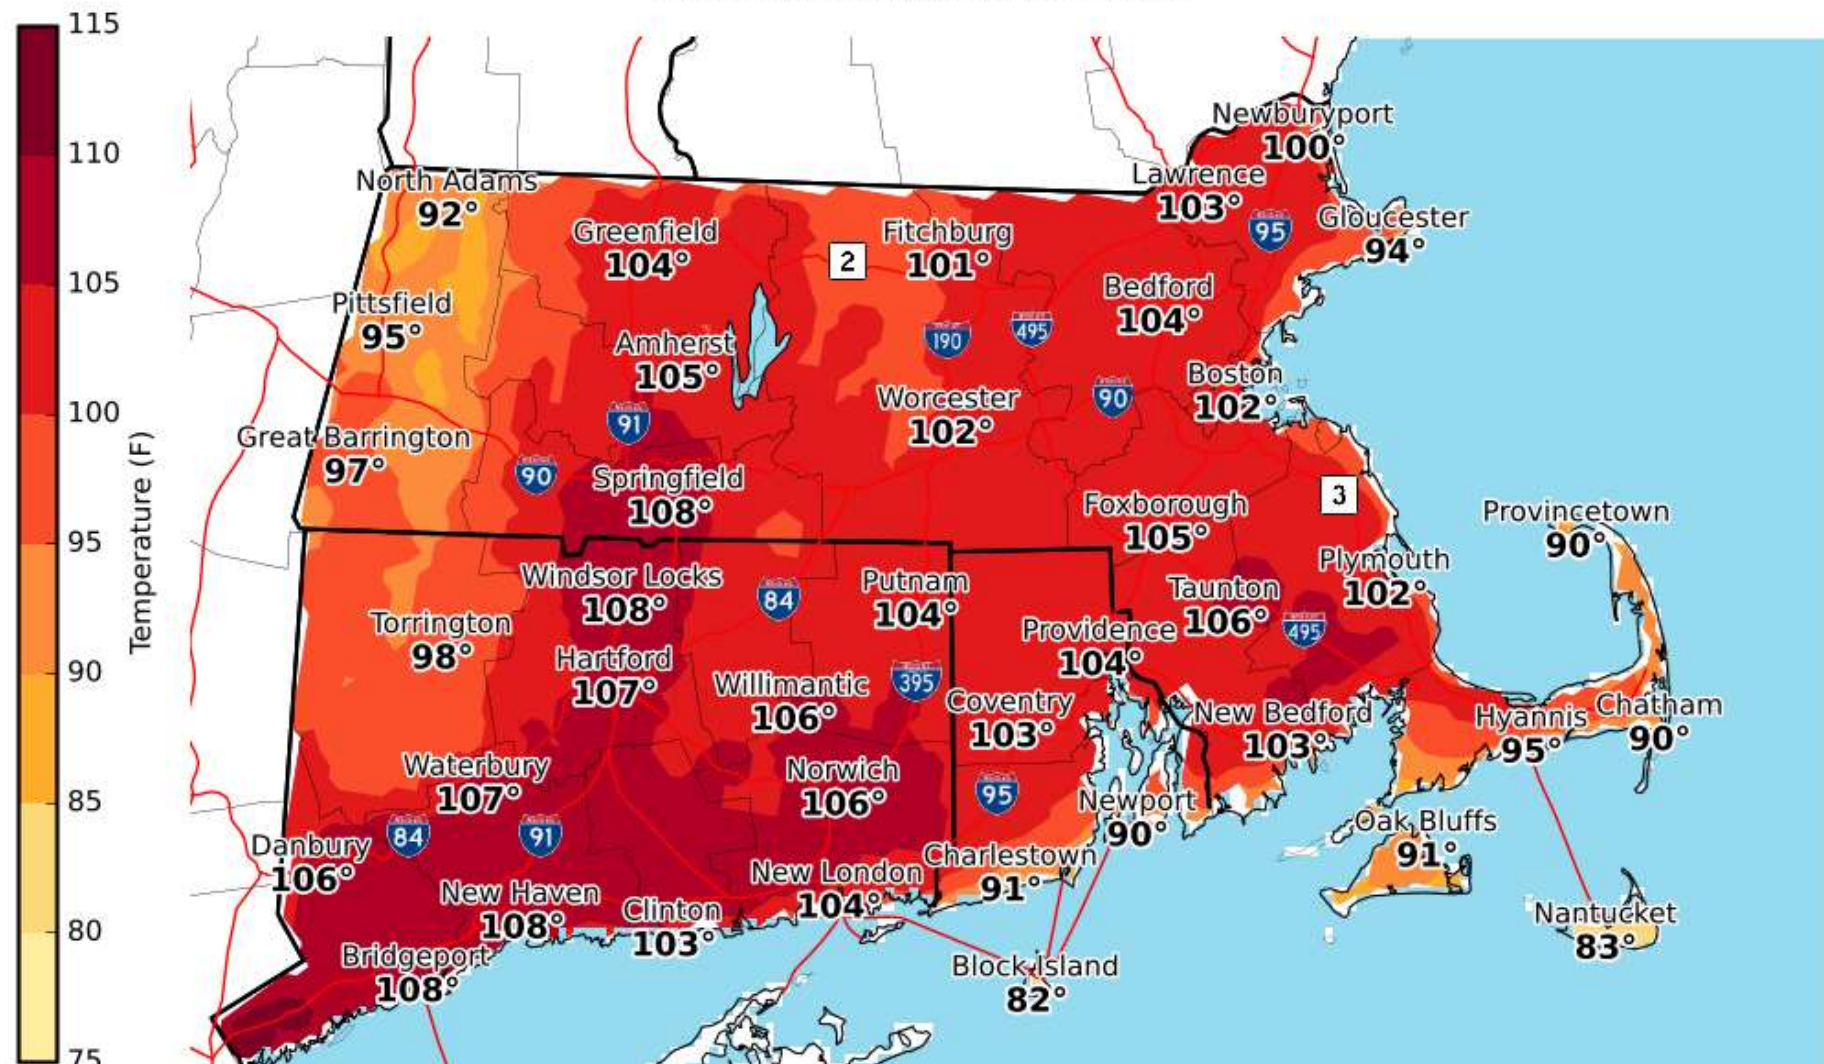 115
110
105
100
95
90
85
80
75
Temperature (F)
Newburyport
100°
Lawrence
103°
North Adams
92°
95
Gloucester
94°
Greenfield
104°
2
Fitchburg
101°
Bedford
104°
Pittsfield
95°
190
495
Amherst
105°
Boston
102°
Worcester
102°
90
91
Great Barrington
97°
90
Springfield
108°
Foxborough
105°
3
Provincetown
90°
Plymouth
102°
Windsor Locks
108°
84
Putnam
104°
Taunton
106°
495
Torrington
98°
Providence
104°
Hartford
107°
Willimantic
106°
395
Coventry
103°
New Bedford
103°
Hyannis
95°
Chatham
90°
Waterbury
107°
Norwich
106°
95
Newport
90°
Oak Bluffs
91°
84
91
Danbury
106°
Charlestown
91°
New London
104°
New Haven
108°
Clinton
103°
Nantucket
83°
Bridgeport
108°
Block Island
82°